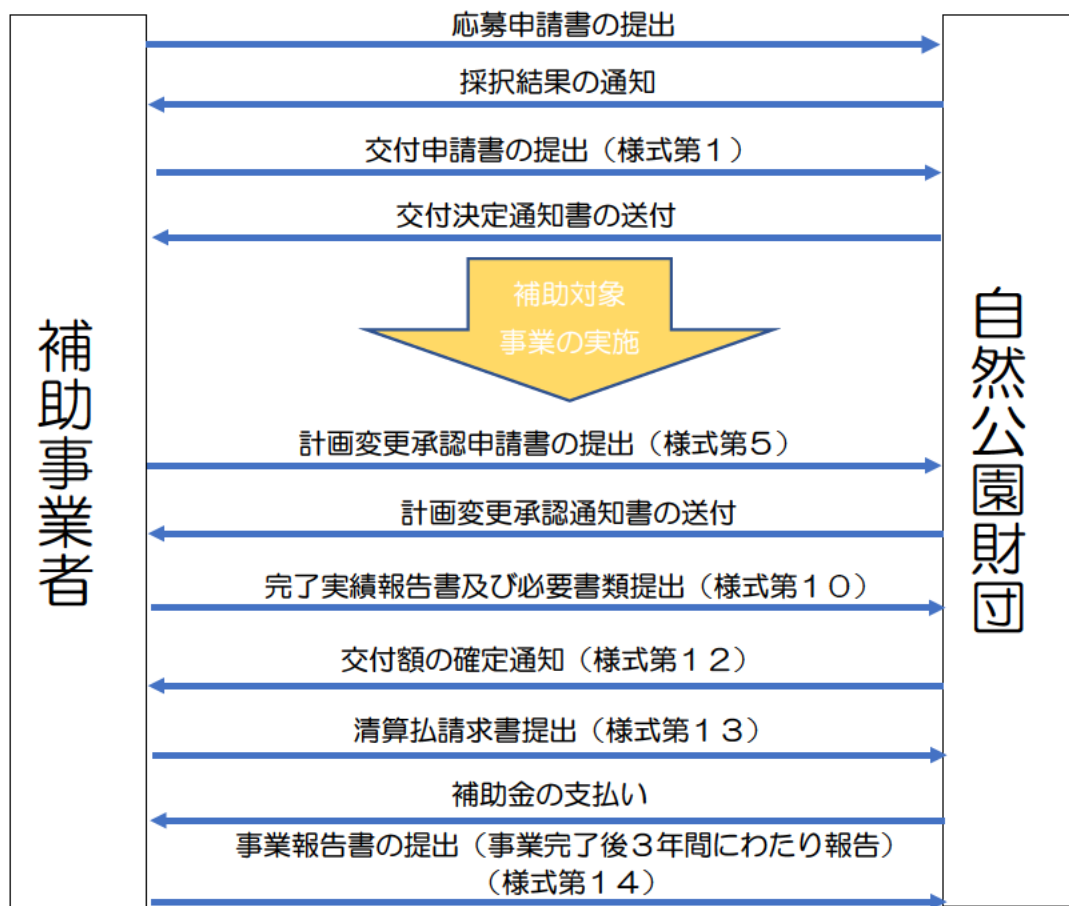 応募申請書の提出
採択結果の通知
交付申請書の提出（様式第１）
交付決定通知書の送付
補助対象
事業の実施
補助事業者
自然公園財団
計画変更承認申請書の提出（様式第５）
計画変更承認通知書の送付
完了実績報告書及び必要書類提出（様式第１０）
交付額の確定通知（様式第１２）
清算払請求書提出（様式第１３）
補助金の支払い
事業報告書の提出（事業完了後３年間にわたり報告）
（様式第１４）